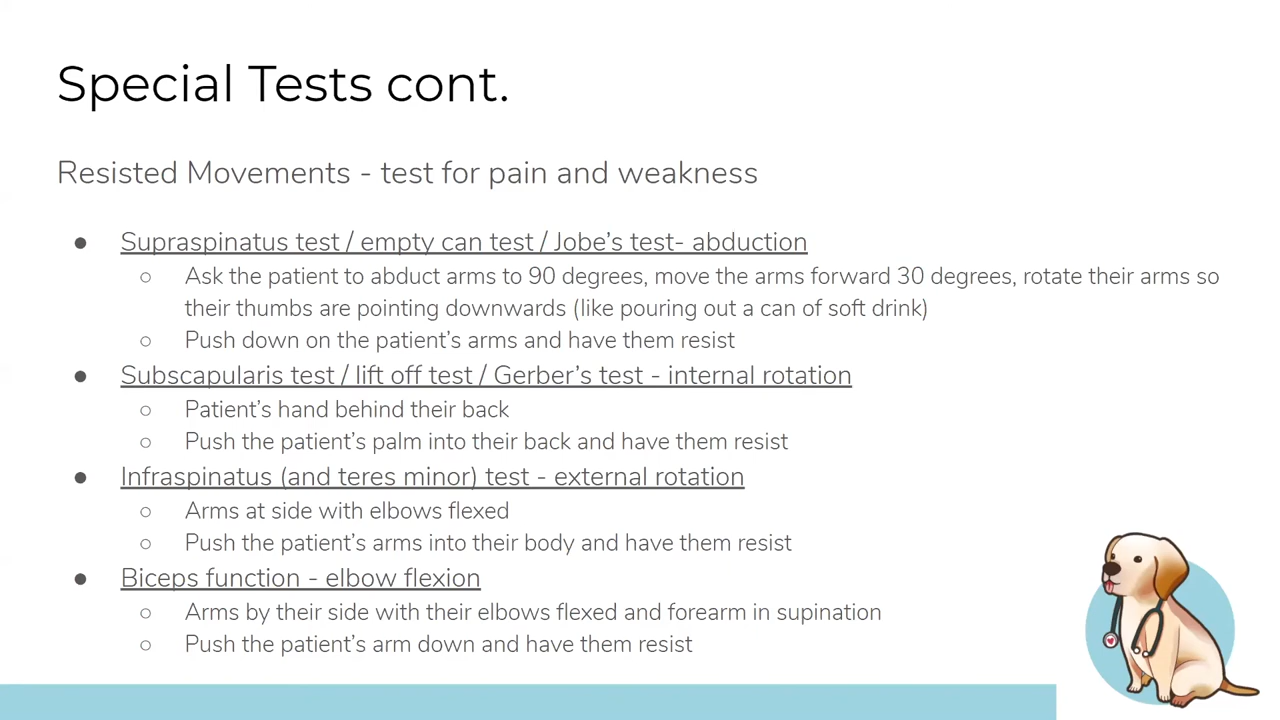 Special Tests cont.
Resisted Movements - test for pain and weakness
● Supraspinatus test / empty can test / Jobe's test- abduction
○ Ask the patient to abduct arms to 90 degrees, move the arms forward 30 degrees, rotate their arms so
their thumbs are pointing downwards (like pouring out a can of soft drink)
○ Push down on the patient's arms and have them resist
● Subscapularis test / lift off test / Gerber's test - internal rotation
○ Patient's hand behind their back
○ Push the patient's palm into their back and have them resist
● Infraspinatus (and teres minor) test - external rotation
○ Arms at side with elbows flexed
○ Push the patient's arms into their body and have them resist
● Biceps function - elbow flexion
○ Arms by their side with their elbows flexed and forearm in supination
○ Push the patient's arm down and have them resist